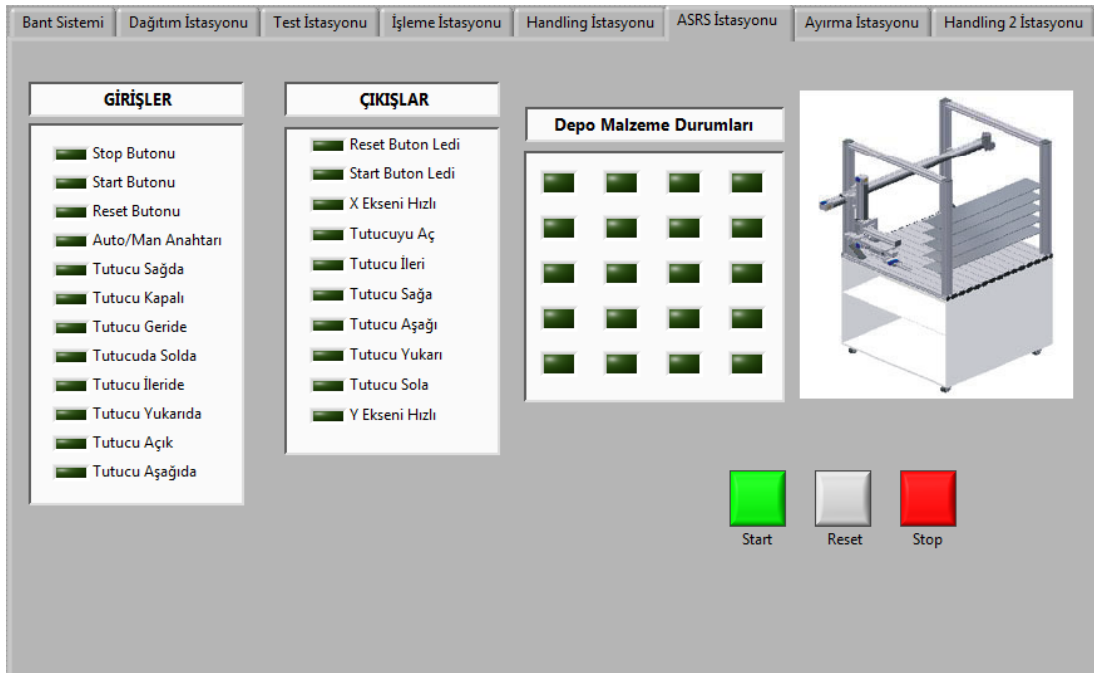 Bant Sistemi
Dağıtım İstasyonu
Test İstasyonu
İşleme İstasyonu
Handling İstasyonu
ASRS İstasyonu
Ayırma İstasyonu
Handling 2 İstasyonu
GİRİŞLER
Stop Butonu
Start Butonu
Reset Butonu
Auto/Man Anahtarı
Tutucu Sağda
Tutucu Kapalı
Tutucu Geride
Tutucuda Solda
Tutucu İleride
Tutucu Yukarıda
Tutucu Açık
Tutucu Aşağıda
ÇIKIŞLAR
Reset Buton Ledi
Start Buton Ledi
X Ekseni Hızlı
Tutucuyu Aç
Tutucu İleri
Tutucu Sağa
Tutucu Aşağı
Tutucu Yukarı
Tutucu Sola
Y Ekseni Hızlı
Depo Malzeme Durumları
Start
Reset
Stop